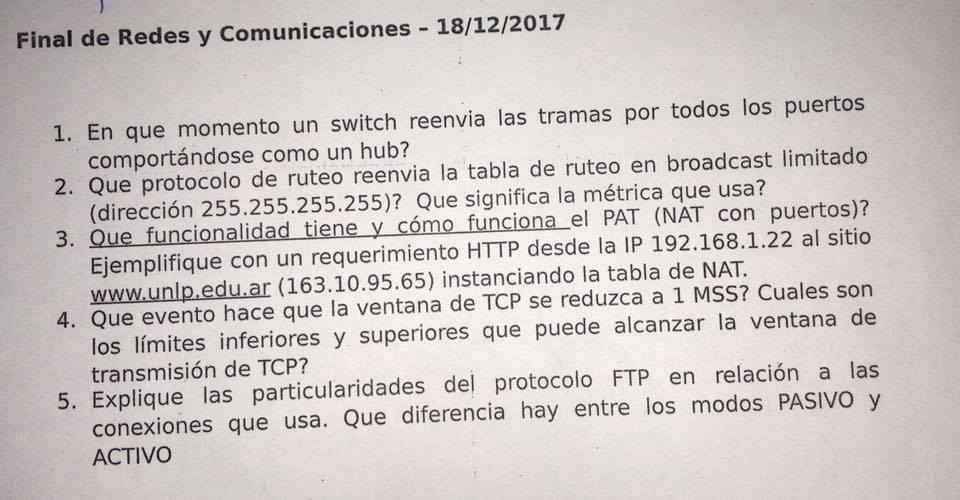 Final de Redes y Comunicaciones – 18/12/2017
1. En que momento un switch reenvia las tramas por todos los puertos
comportándose como un hub?
2. Que protocolo de ruteo reenvia la tabla de ruteo en broadcast limitado
(dirección 255.255.255.255)? Que significa la métrica que usa?
3. Que funcionalidad tiene y cómo funciona el PAT (NAT con puertos)?
Ejemplifique con un requerimiento HTTP desde la IP 192.168.1.22 al sitio
www.unlp.edu.ar (163.10.95.65) instanciando la tabla de NAT.
4. Que evento hace que la ventana de TCP se reduzca a 1 MSS? Cuales son
los límites inferiores y superiores que puede alcanzar la ventana de
transmisión de TCP?
5. Explique las particularidades del protocolo FTP en relación a las
conexiones que usa. Que diferencia hay entre los modos PASIVO y
ACTIVO